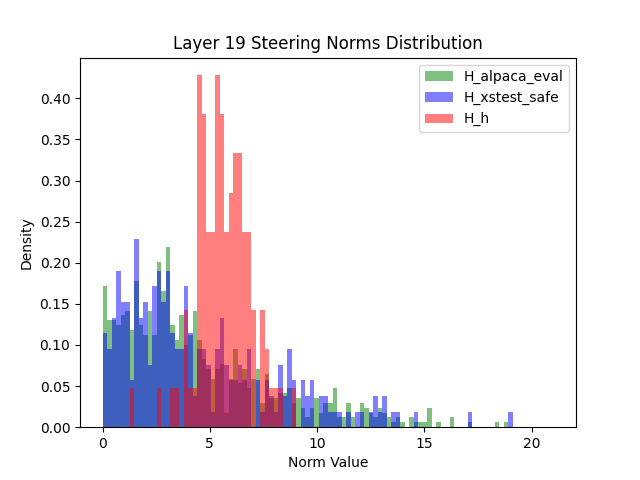 Layer 19 Steering Norms Distribution
H_alpaca_eval
H_xstest_safe
H_h
Density
0.40
0.35
0.30
0.25
0.20
0.15
0.10
0.05
0.00
0 5 10 15 20
Norm Value